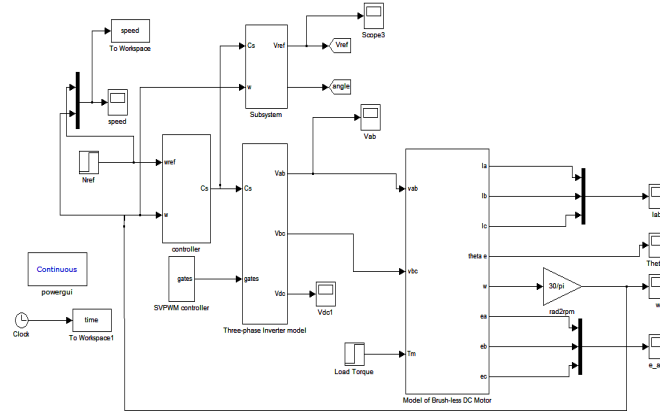 speed
To Workspace
speed
Nref
Cs
w
Vref
Subsystem
Scope3
Vref
angle
Vab
wref
w
Cs
controller
Cs
gates
Vab
Vbc
Vdc
Three-phase Inverter model
gates
SVPWM controller
Vdc1
Continuous
powergui
Clock
time
To Workspace1
Load Torque
vab
vbc
Tm
Ia
Ib
Ic
theta e
w
ea
eb
ec
Model of Brush-less DC Motor
30/pi
rad2rpm
Iab
Thet
w
e_a